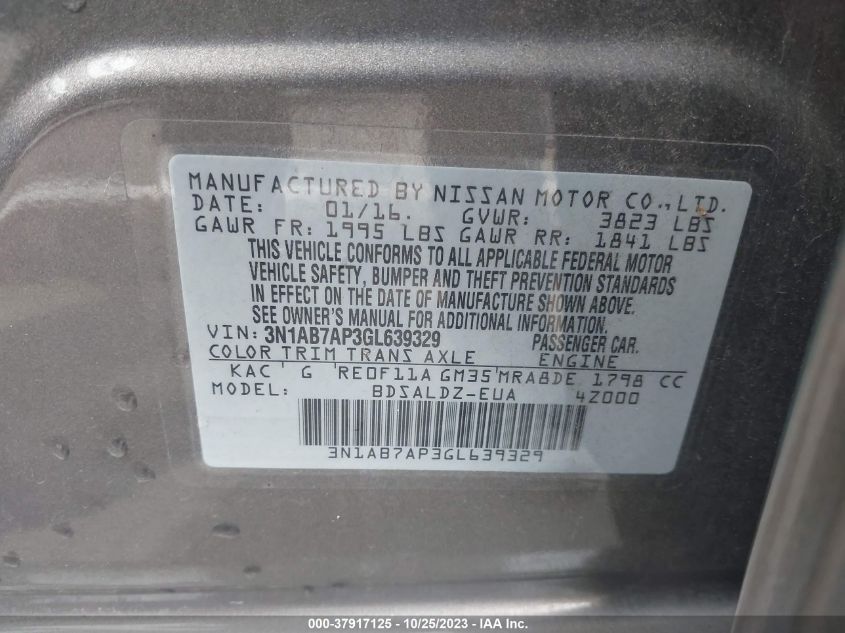 MANUFACTURED BY NISSAN MOTOR CO., LTD.
DATE: 01/16. GVWR: 3823 LBS
GAWR FR: 1995 LBS GAWR RR: 1841 LBS
THIS VEHICLE CONFORMS TO ALL APPLICABLE FEDERAL MOTOR
VEHICLE SAFETY, BUMPER AND THEFT PREVENTION STANDARDS
IN EFFECT ON THE DATE OF MANUFACTURE SHOWN ABOVE.
SEE OWNER'S MANUAL FOR ADDITIONAL INFORMATION.
VIN: 3N1AB7AP3GL639329 PASSENGER CAR.
COLOR TRIM TRANS AXLE ENGINE
KAC G RE0F11A GM35 MRA8DE 1798 CC
MODEL: BDSALDZ-EUA 4Z000
3N1AB7AP3GL639329
000-37917125 - 10/25/2023 - IAA Inc.